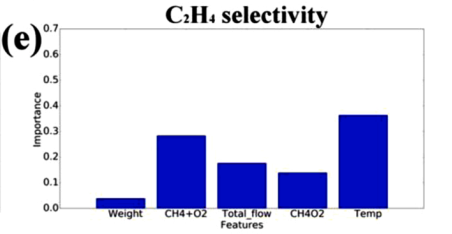 C₂H₄ selectivity
(e)
0.7
0.6
0.5
0.4
0.3
0.2
0.1
0.0
Importance
Weight CH4+O2 Total_flow CH4O2 Temp
Features